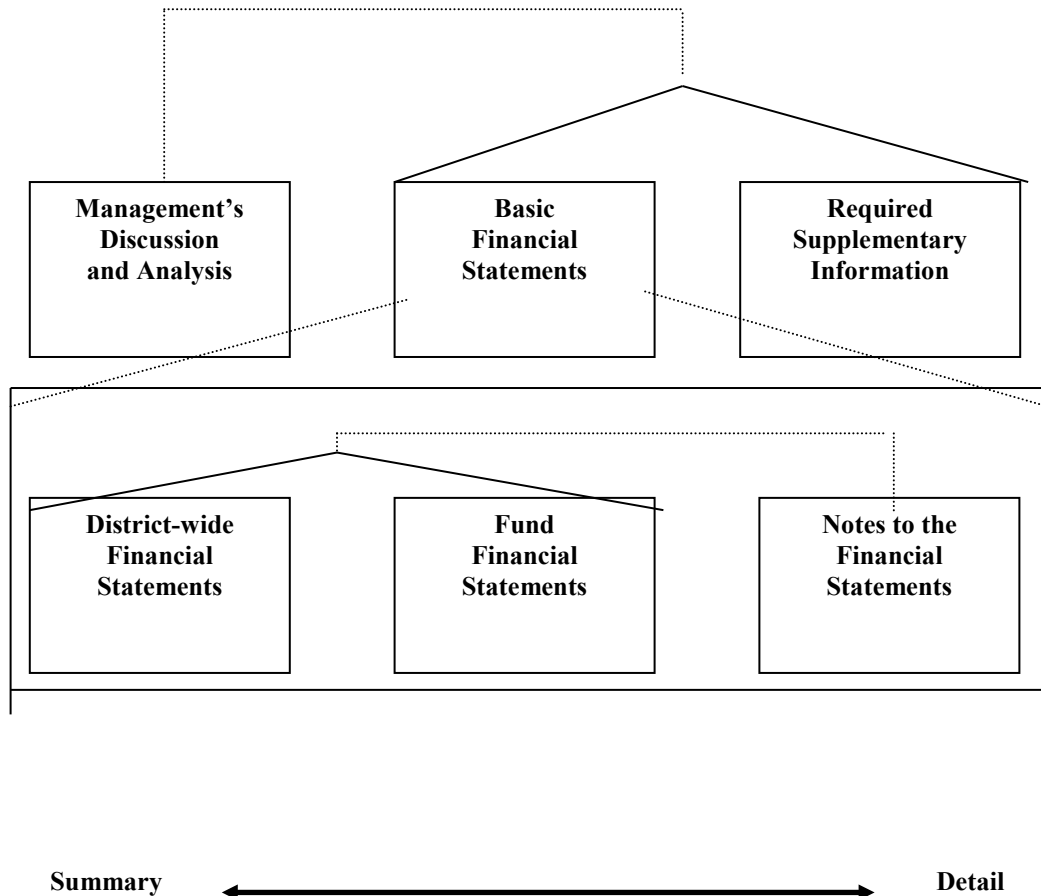 Management’s
Discussion
and Analysis
Basic
Financial
Statements
Required
Supplementary
Information
District-wide
Financial
Statements
Fund
Financial
Statements
Notes to the
Financial
Statements
Summary
Detail